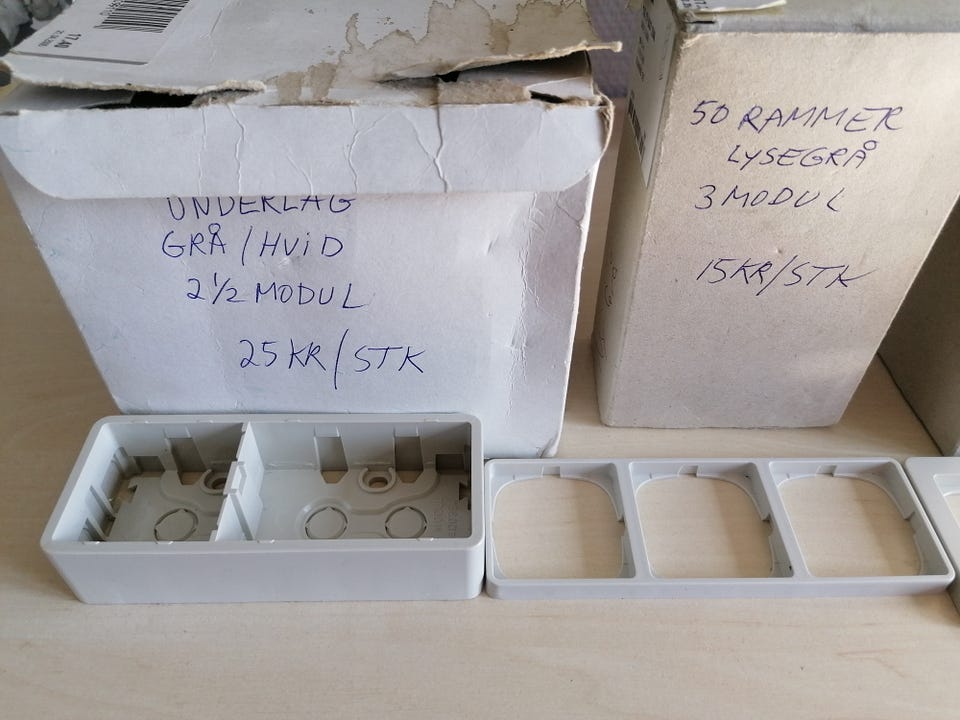 UNDERLAG
GRÅ/HVID
2½ MODUL
25 KR/STK
50 RAMMER
LYSEGRÅ
3 MODUL
15 KR/STK